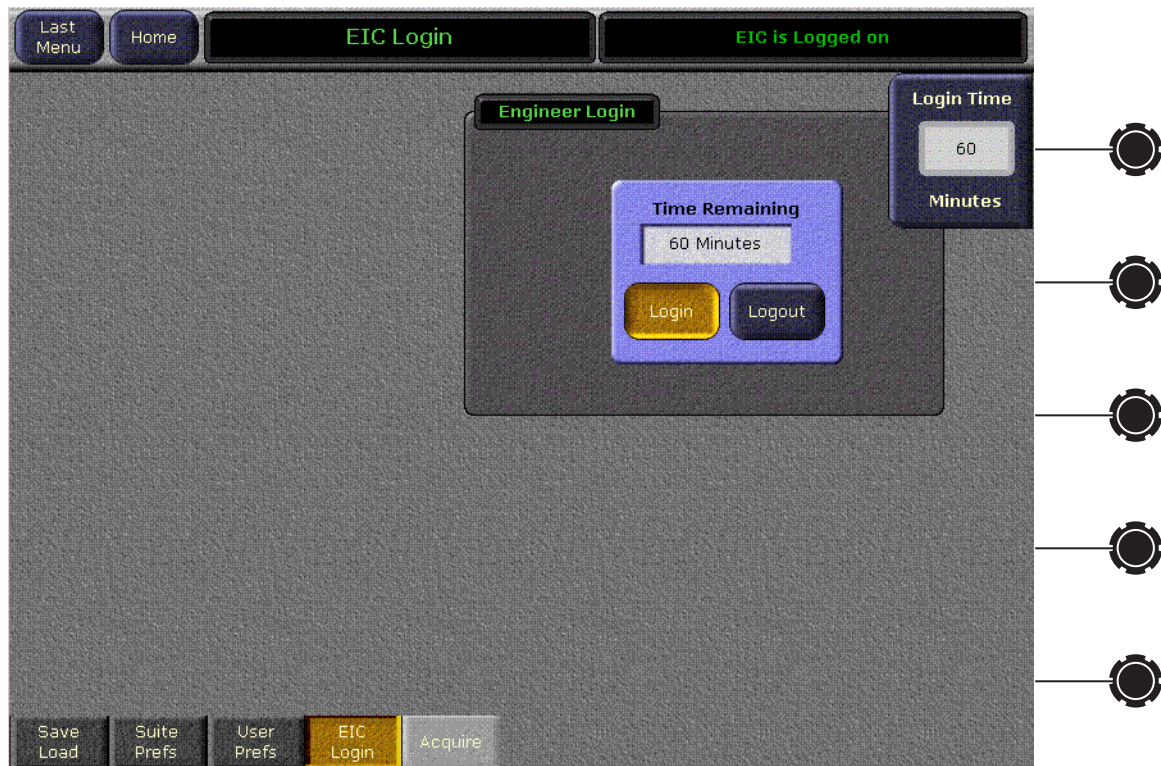 Last
Menu
Home
EIC Login
EIC is Logged on
Login Time
60
Minutes
Engineer Login
Time Remaining
60 Minutes
Login
Logout
Save
Load
Suite
Prefs
User
Prefs
EIC
Login
Acquire